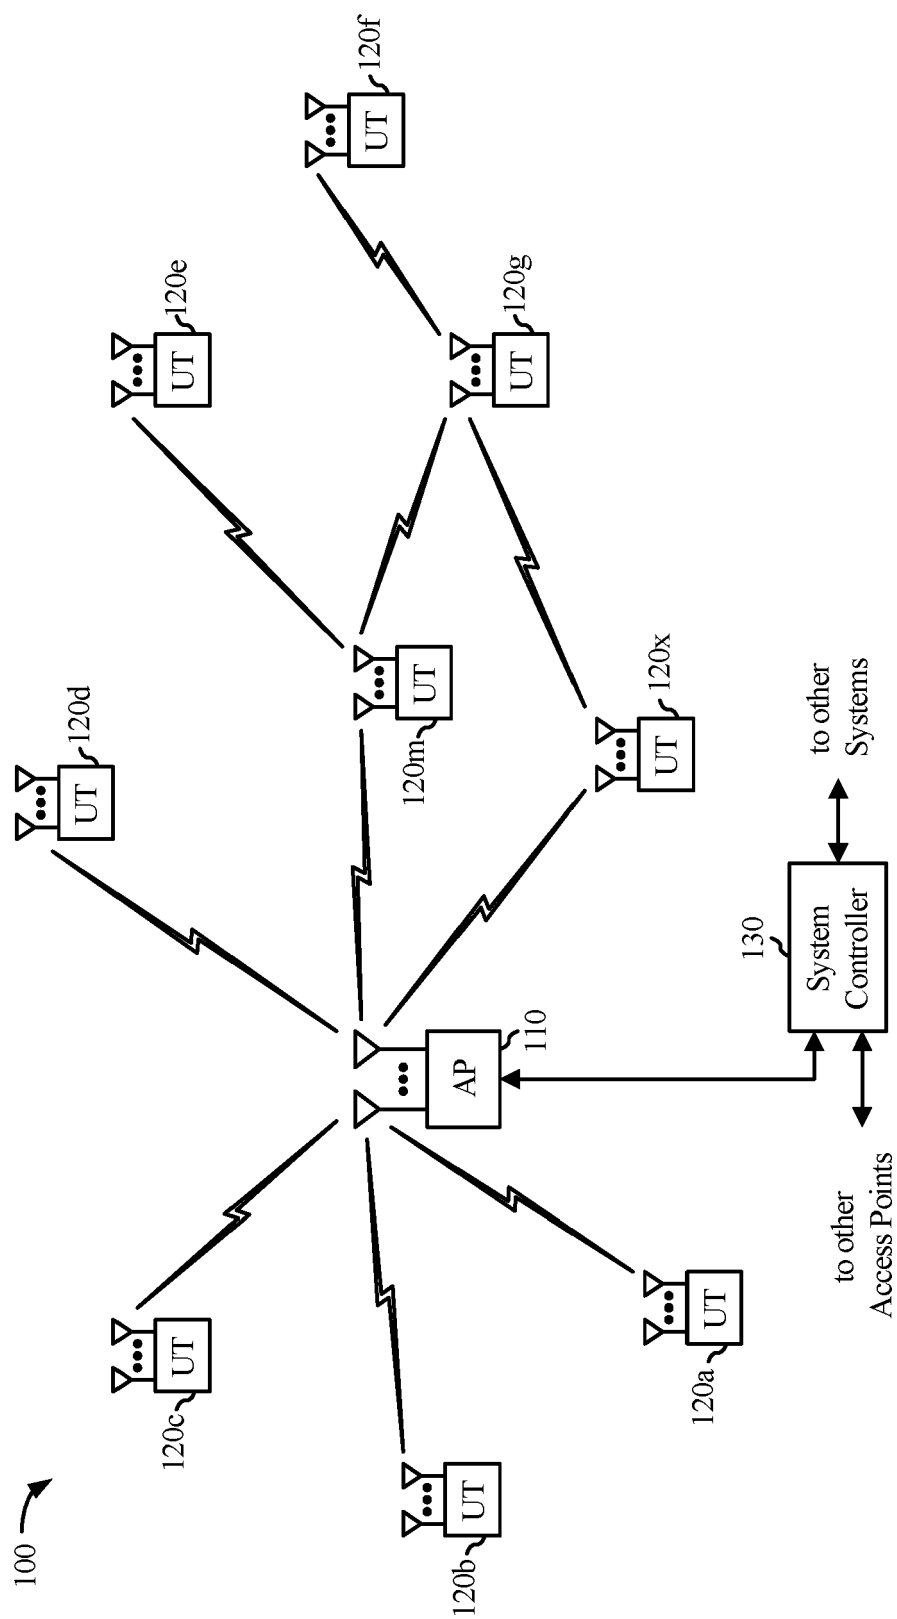 100
120f
UT
120e
UT
120g
UT
120d
UT
120m
UT
120x
UT
110
AP
120c
UT
120b
UT
120a
UT
130
System
Controller
to other
Systems
to other
Access Points